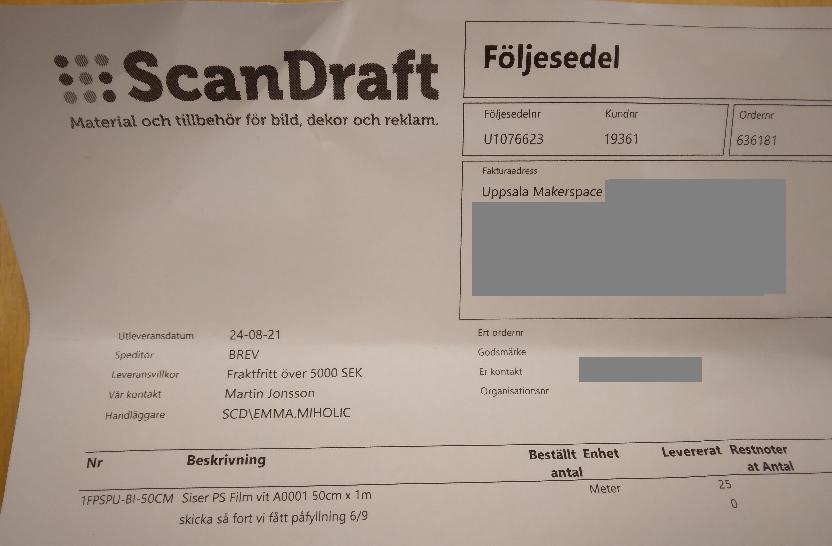 ScanDraft
Material och tillbehör för bild, dekor och reklam.
Följesedel
Följesedelnr Kundnr Ordernr
U1076623 19361 636181
Fakturaadress
Uppsala Makerspace
Utleveransdatum 24-08-21
Speditör BREV
Leveransvillkor Fraktfritt över 5000 SEK
Vår kontakt Martin Jonsson
Handläggare SCD\EMMA.MIHOLIC
Ert ordernr
Godsmärke
Er kontakt
Organisationsnr
Nr Beskrivning Beställt Enhet Levererat Restnoter
antal at Antal
1FPSPU-BI-50CM Siser PS Film vit A0001 50cm x 1m Meter 25
skicka så fort vi fått påfyllning 6/9 0